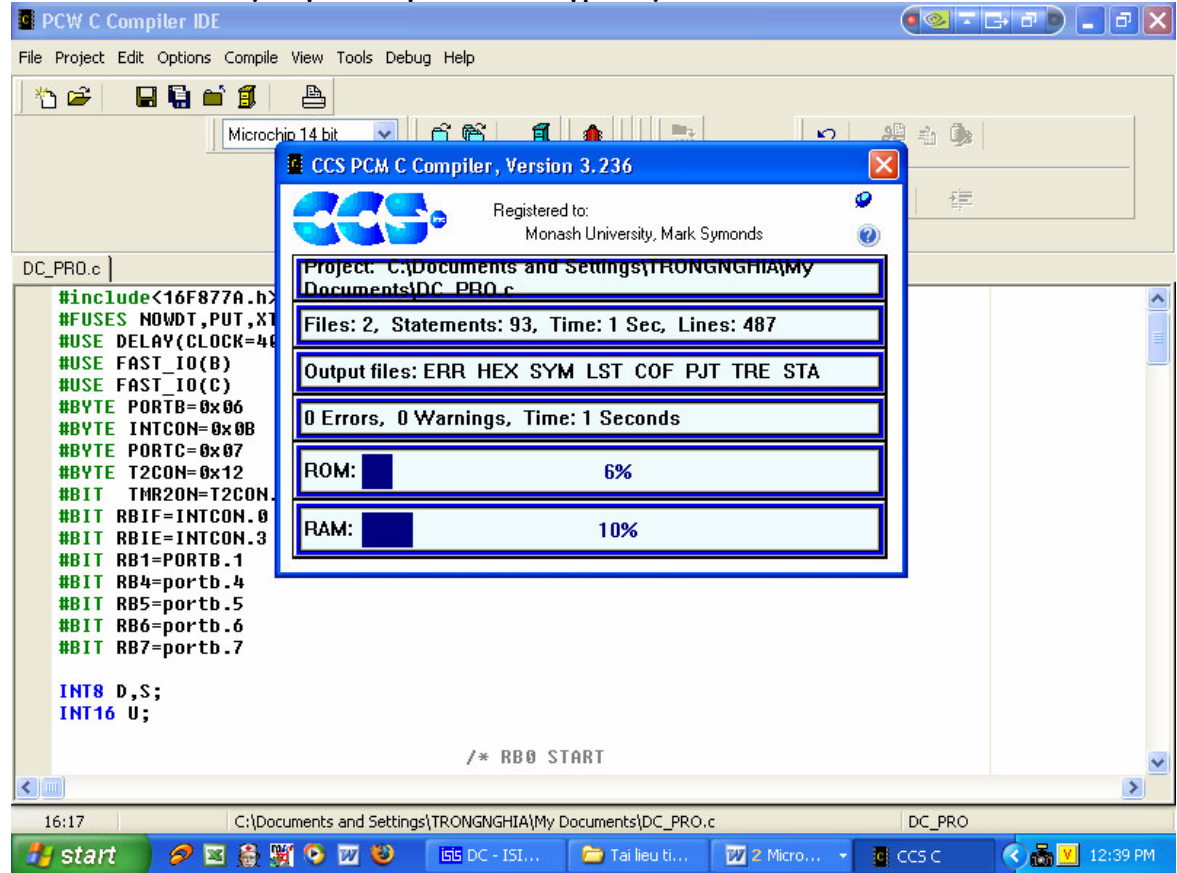 PCW C Compiler IDE
File Project Edit Options Compile View Tools Debug Help
Microchip 14 bit
CCS PCM C Compiler, Version 3.236
CCS
Registered to:
Monash University, Mark Symonds
DC_PRO.c
Project: C:\Documents and Settings\TRONGNGHIA\My
Documents\DC_PRO.c
Files: 2, Statements: 93, Time: 1 Sec, Lines: 487
Output files: ERR HEX SYM LST COF PJT TRE STA
0 Errors, 0 Warnings, Time: 1 Seconds
ROM: 6%
RAM: 10%
#include<16F877A.h>
#FUSES NOWDT,PUT,XT
#USE DELAY(CLOCK=40
#USE FAST_IO(B)
#USE FAST_IO(C)
#BYTE PORTB=0x06
#BYTE INTCON=0x0B
#BYTE PORTC=0x07
#BYTE T2CON=0x12
#BIT TMR2ON=T2CON.
#BIT RBIF=INTCON.0
#BIT RBIE=INTCON.3
#BIT RB1=PORTB.1
#BIT RB4=portb.4
#BIT RB5=portb.5
#BIT RB6=portb.6
#BIT RB7=portb.7
INT8 D,S;
INT16 U;
/* RB0 START
16:17 C:\Documents and Settings\TRONGNGHIA\My Documents\DC_PRO.c DC_PRO
start isis DC - ISI... Tai lieu ti... 2 Micro... CCS C V 12:39 PM